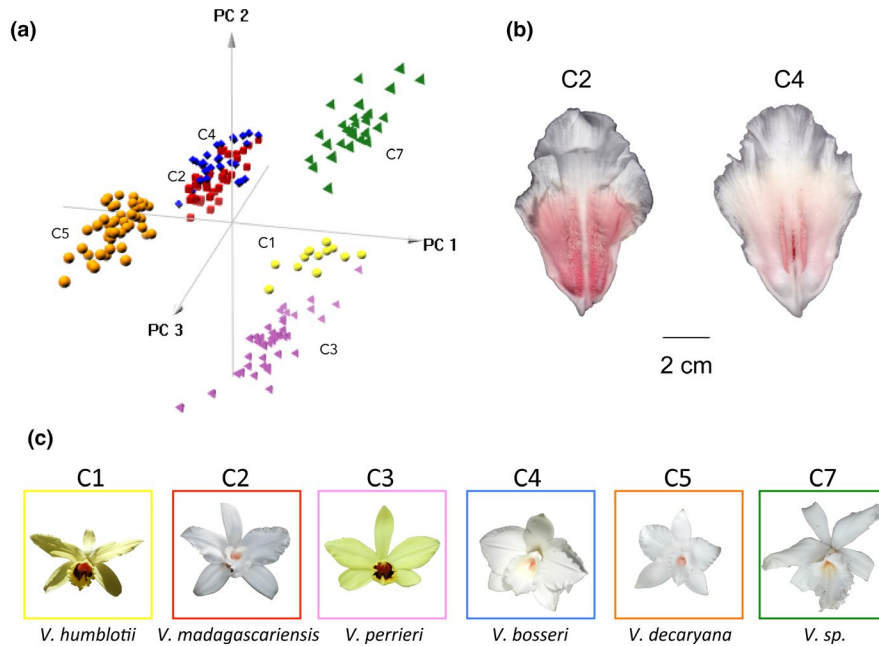 (a)
PC 2
C4
C2
C7
C5
C1
PC 1
PC 3
C3
(b)
C2
C4
2 cm
(c)
C1
C2
C3
C4
C5
C7
V. humblotii
V. madagascariensis
V. perrieri
V. bosseri
V. decaryana
V. sp.